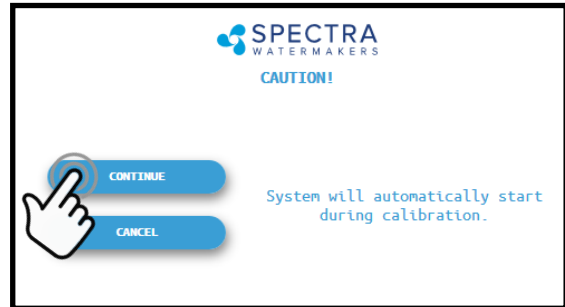 SPECTRA
WATERMAKERS
CAUTION!
CONTINUE
CANCEL
System will automatically start
during calibration.